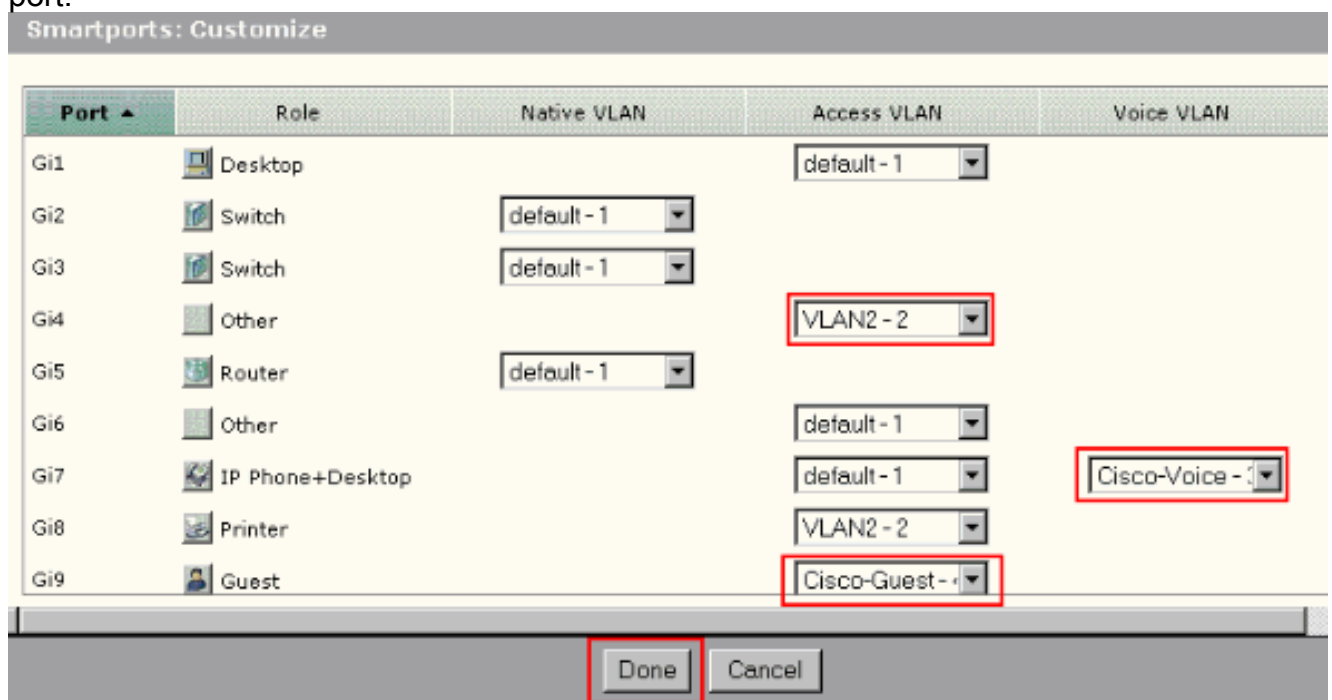 port.
Smartports: Customize
Port Role Native VLAN Access VLAN Voice VLAN
Gi1 Desktop default - 1
Gi2 Switch default - 1
Gi3 Switch default - 1
Gi4 Other VLAN2 - 2
Gi5 Router default - 1
Gi6 Other default - 1
Gi7 IP Phone+Desktop default - 1 Cisco-Voice -
Gi8 Printer VLAN2 - 2
Gi9 Guest Cisco-Guest -
Done Cancel